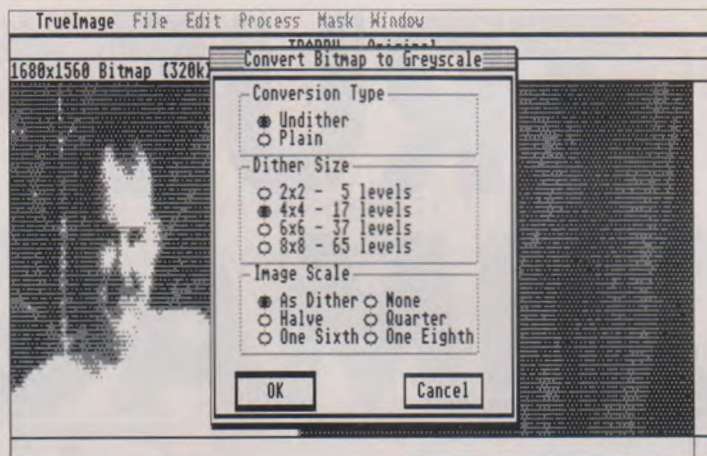 TrueImage File Edit Process Mask Window
Original
1680x1560 Bitmap (320k)
Convert Bitmap to Greyscale
Conversion Type
Undither
Plain
Dither Size
2x2 - 5 levels
4x4 - 17 levels
6x6 - 37 levels
8x8 - 65 levels
Image Scale
As Dither None
Halve Quarter
One Sixth One Eighth
OK Cancel